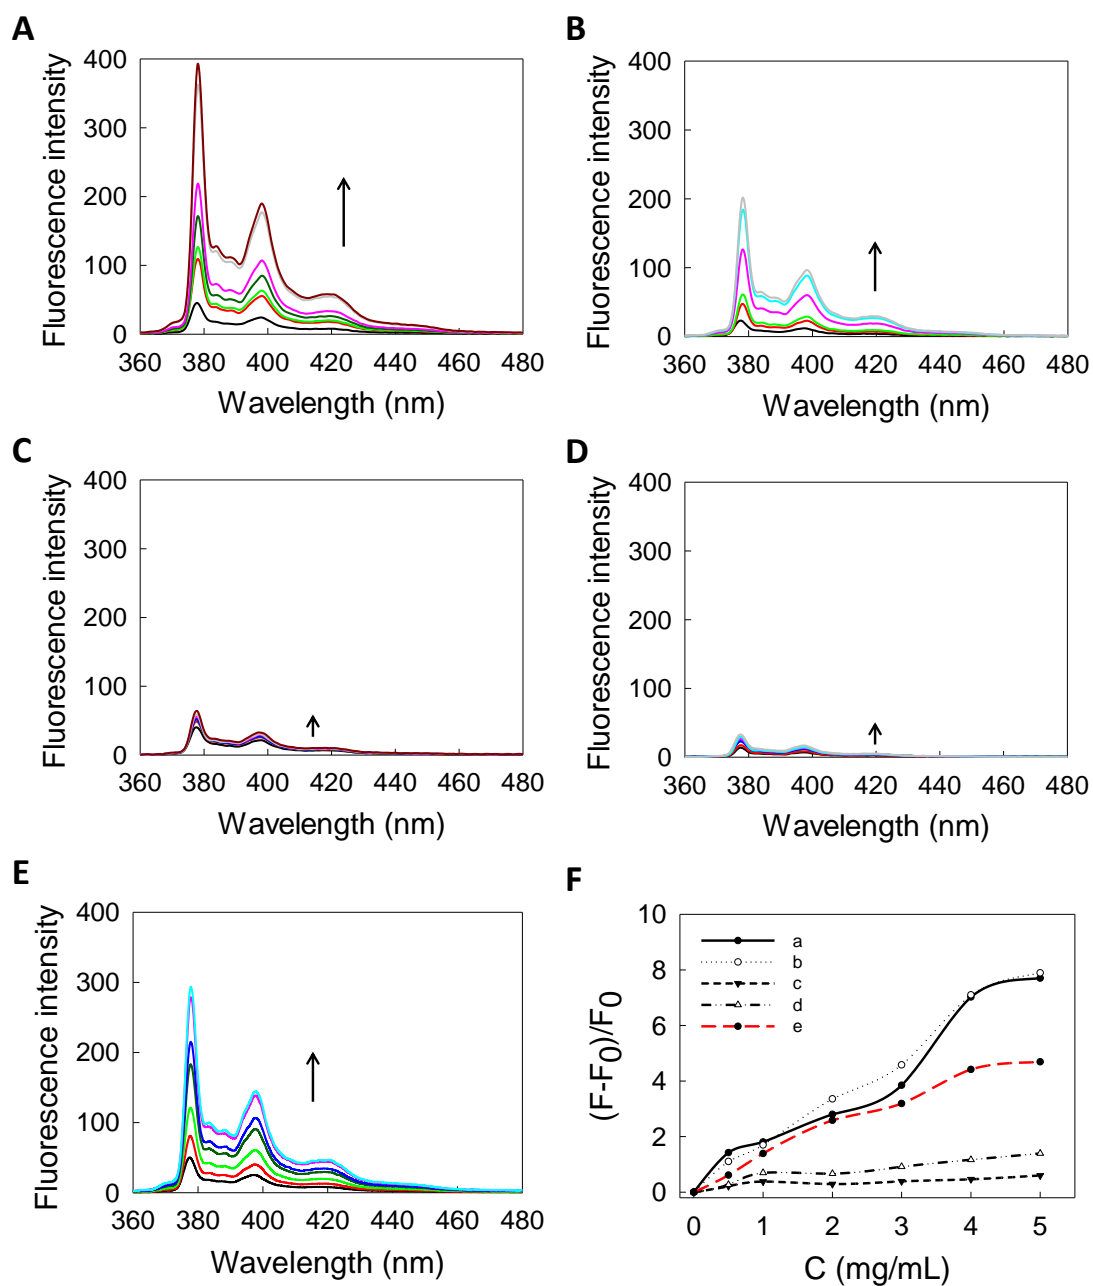 A
Fluorescence intensity
400
300
200
100
0
360 380 400 420 440 460 480
Wavelength (nm)
B
Fluorescence intensity
400
300
200
100
0
360 380 400 420 440 460 480
Wavelength (nm)
C
Fluorescence intensity
400
300
200
100
0
360 380 400 420 440 460 480
Wavelength (nm)
D
Fluorescence intensity
400
300
200
100
0
360 380 400 420 440 460 480
Wavelength (nm)
E
Fluorescence intensity
400
300
200
100
0
360 380 400 420 440 460 480
Wavelength (nm)
F
(F-F0)/F0
10
8
6
4
2
0
a
b
c
d
e
0 1 2 3 4 5
C (mg/mL)